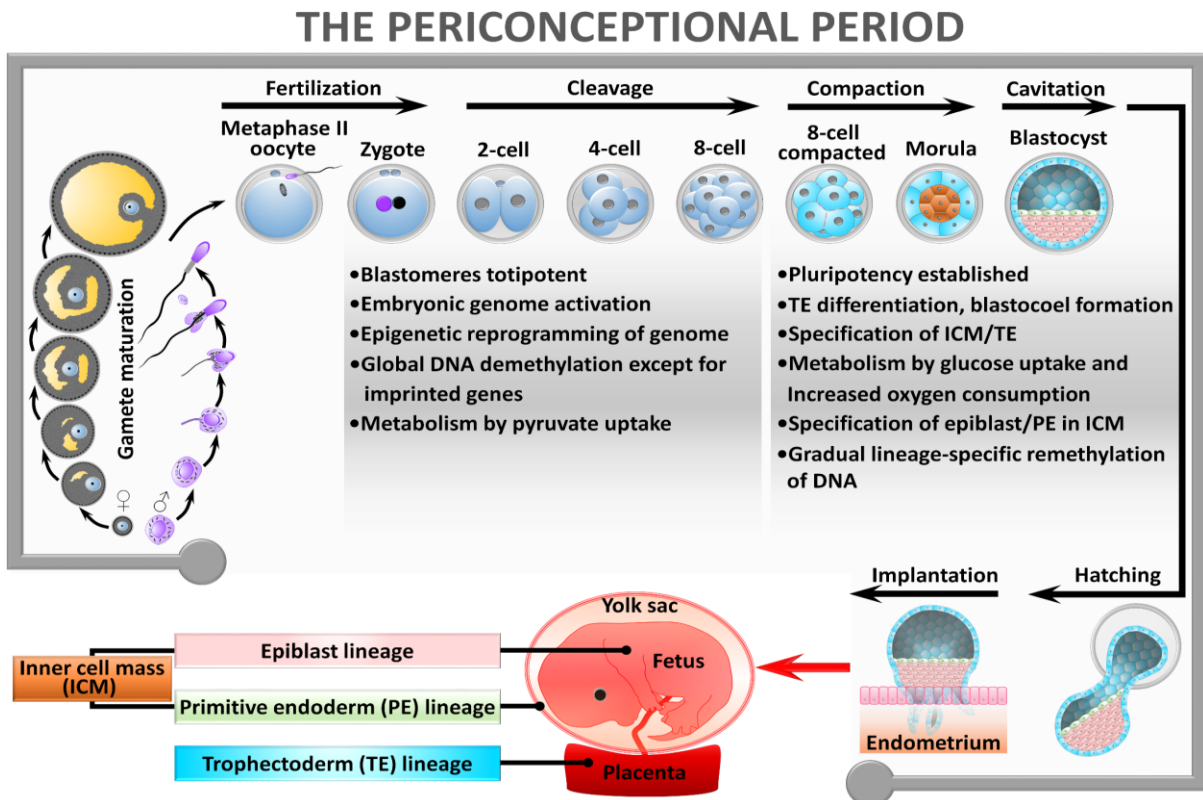 THE PERICONCEPTIONAL PERIOD
Fertilization
Cleavage
Compaction
Cavitation
Metaphase II
oocyte
Zygote
2-cell
4-cell
8-cell
8-cell
compacted
Morula
Blastocyst
Gamete maturation
♀
♂
•Blastomeres totipotent
•Embryonic genome activation
•Epigenetic reprogramming of genome
•Global DNA demethylation except for
imprinted genes
•Metabolism by pyruvate uptake
•Pluripotency established
•TE differentiation, blastocoel formation
•Specification of ICM/TE
•Metabolism by glucose uptake and
Increased oxygen consumption
•Specification of epiblast/PE in ICM
•Gradual lineage-specific remethylation
of DNA
Implantation
Hatching
Endometrium
Yolk sac
Fetus
Placenta
Inner cell mass
(ICM)
Epiblast lineage
Primitive endoderm (PE) lineage
Trophectoderm (TE) lineage